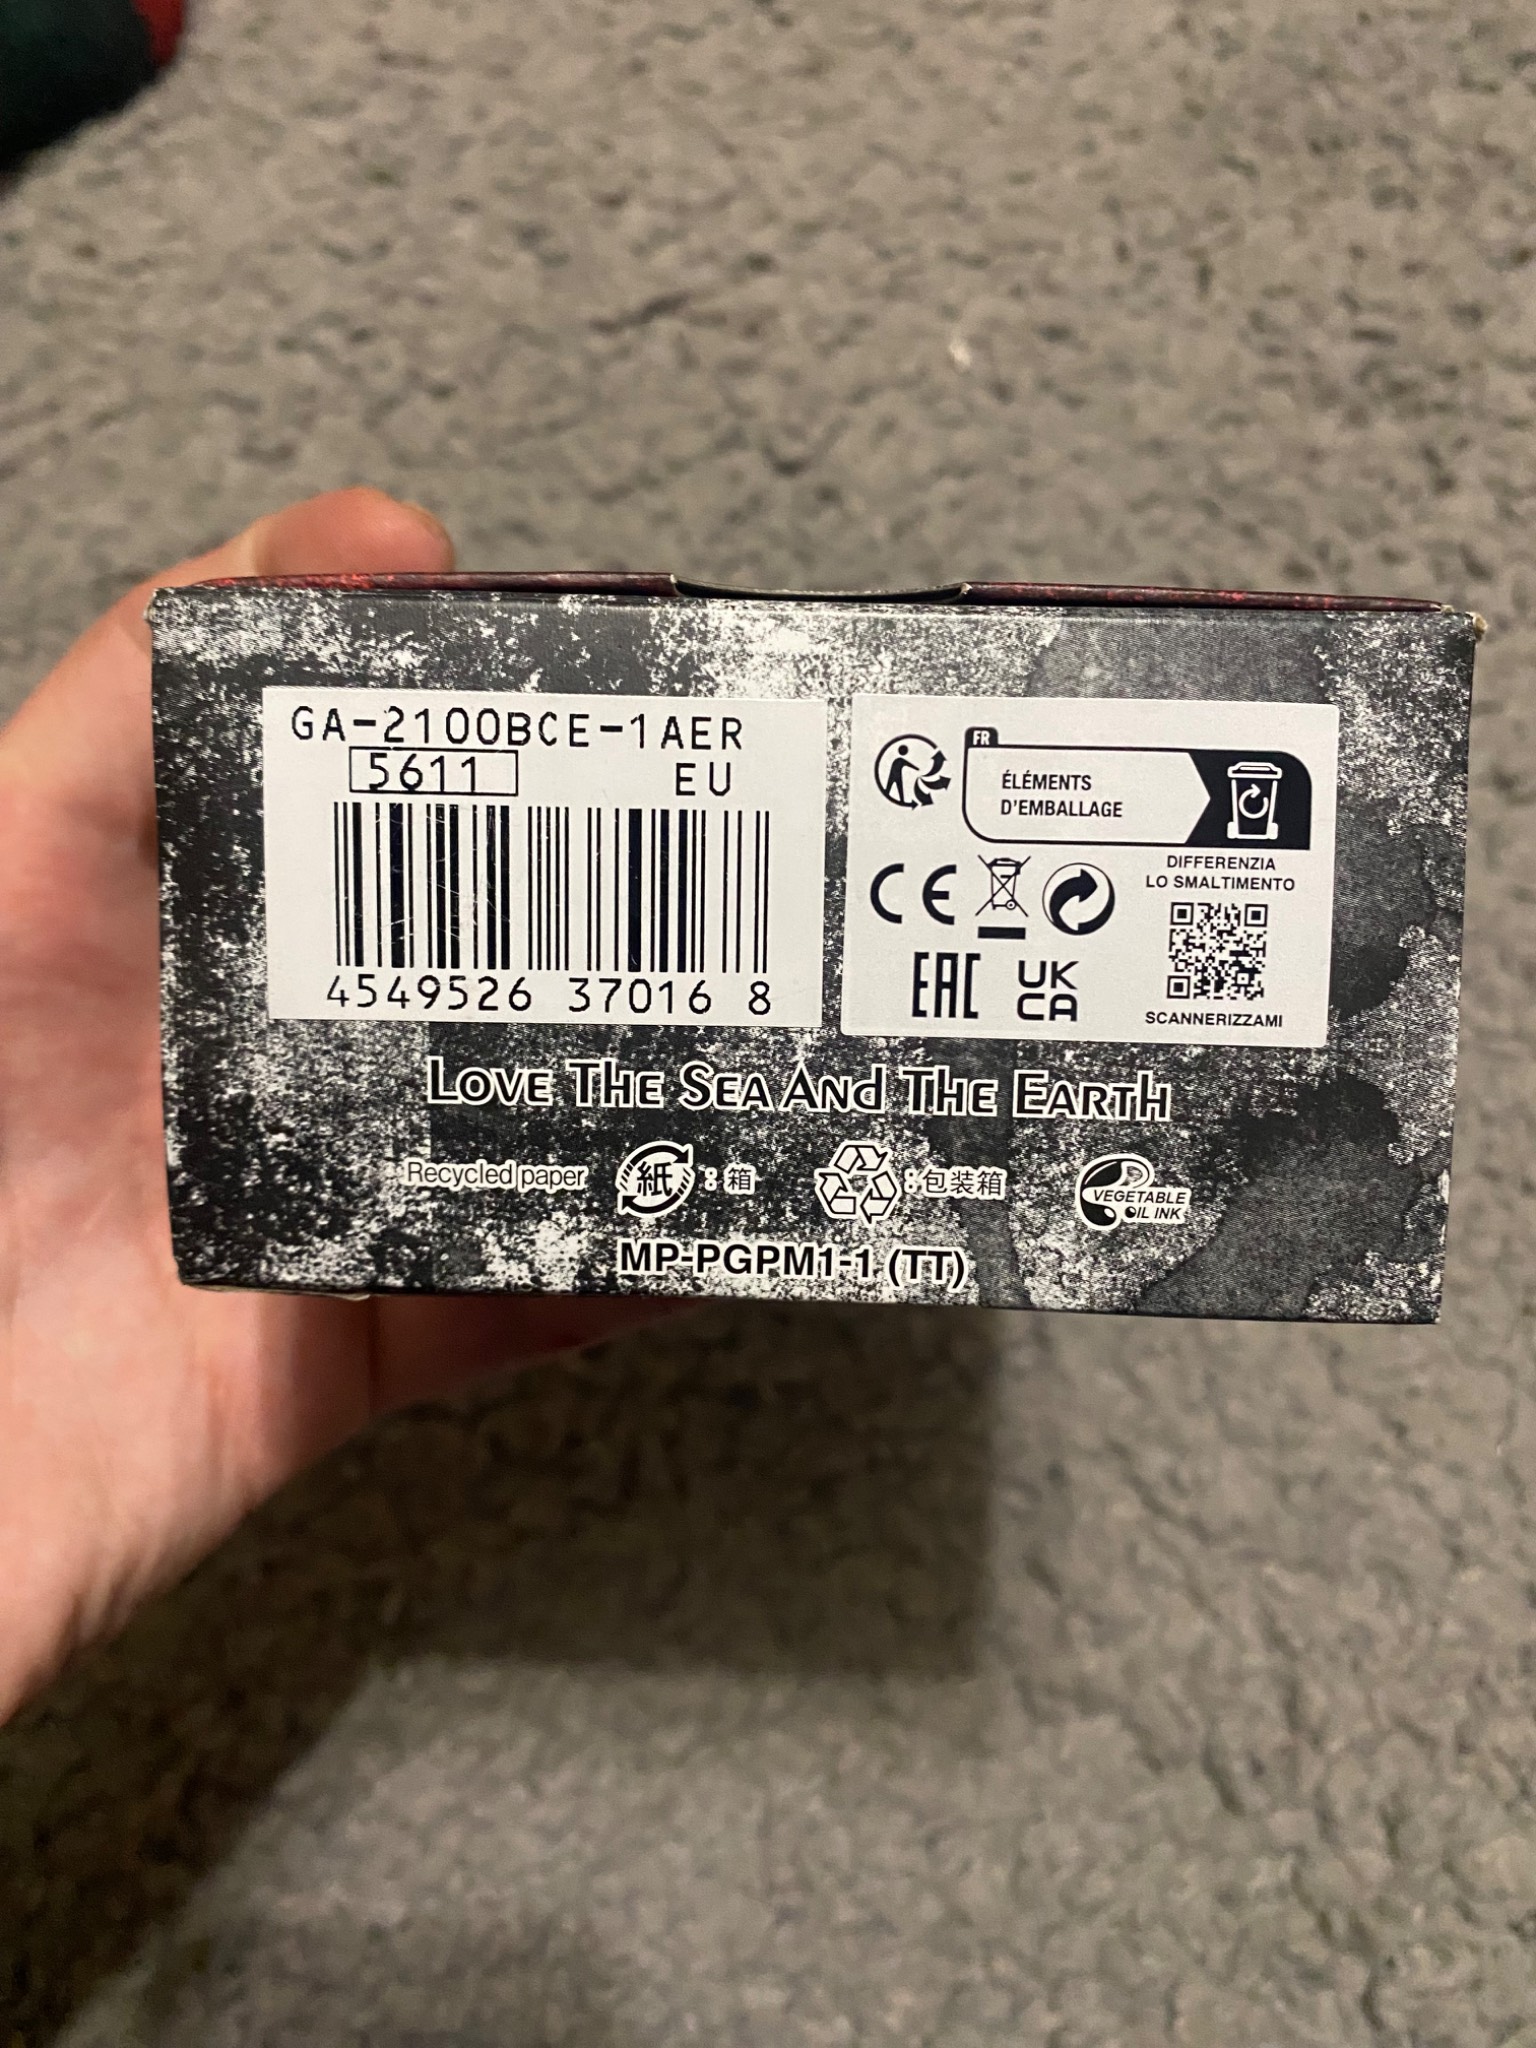 GA-2100BCE-1AER
5611 EU
4549526 37016 8
FR
ÉLÉMENTS
D'EMBALLAGE
CE
DIFFERENZIA
LO SMALTIMENTO
EAC UK
CA
SCANNERIZZAMI
LOVE THE SEA AND THE EARTH
Recycled paper 紙 : 箱 : 包装箱 VEGETABLE
OIL INK
MP-PGPM1-1 (TT)